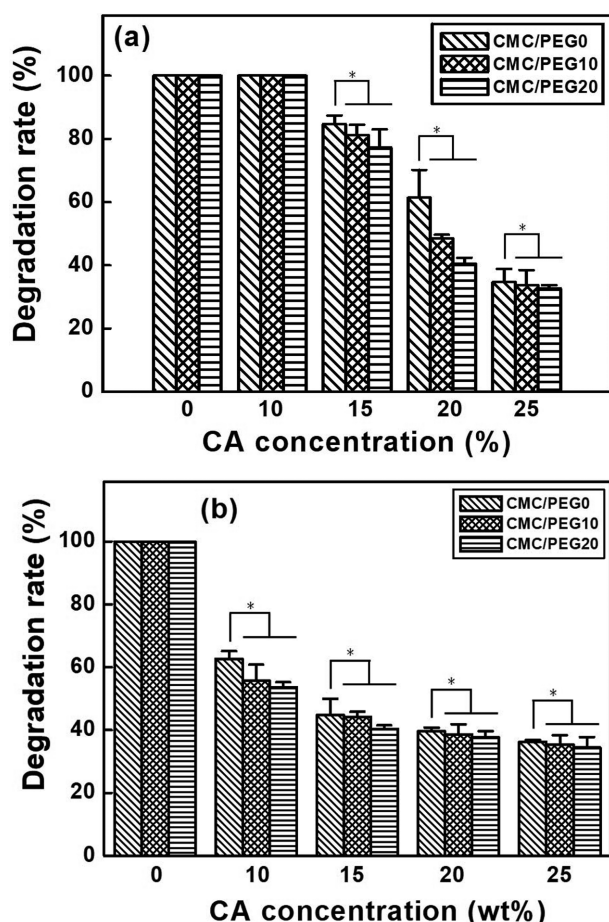 (a)
CMC/PEG0
CMC/PEG10
CMC/PEG20
Degradation rate (%)
100
80
60
40
20
0
*
*
*
0 10 15 20 25
CA concentration (%)
(b)
CMC/PEG0
CMC/PEG10
CMC/PEG20
Degradation rate (%)
100
80
60
40
20
0
*
*
*
*
0 10 15 20 25
CA concentration (wt%)